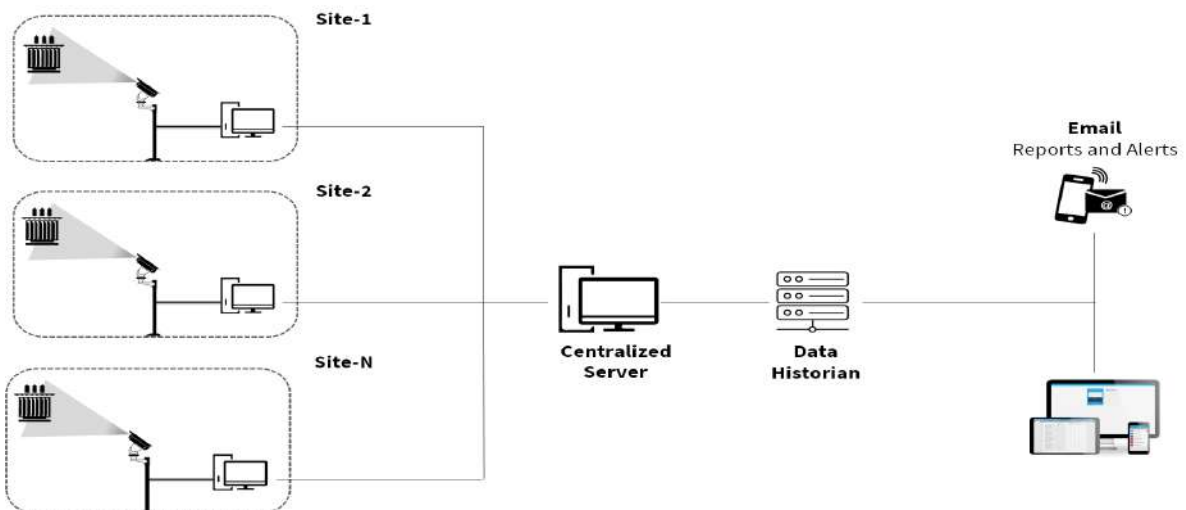 Site-1
Site-2
Site-N
Centralized
Server
Data
Historian
Email
Reports and Alerts
@